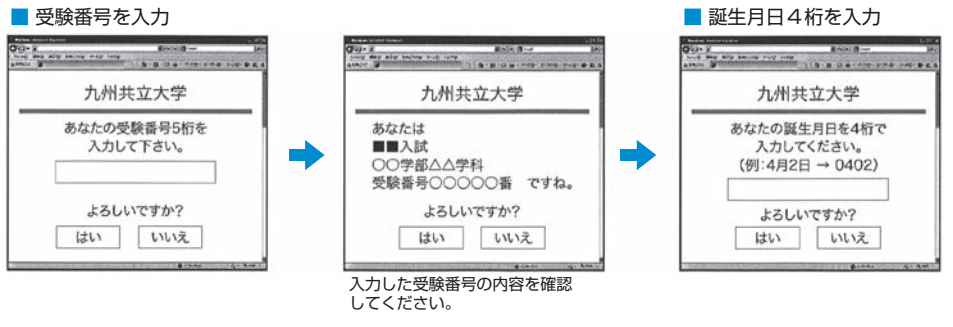 ■ 受験番号を入力
九州共立大学
あなたの受験番号5桁を
入力して下さい。
よろしいですか?
はい いいえ
九州共立大学
あなたは
■■入試
〇〇学部△△学科
受験番号〇〇〇〇〇番 ですね。
よろしいですか?
はい いいえ
入力した受験番号の内容を確認
してください。
■ 誕生月日4桁を入力
九州共立大学
あなたの誕生月日を4桁で
入力してください。
(例:4月2日 → 0402)
よろしいですか?
はい いいえ